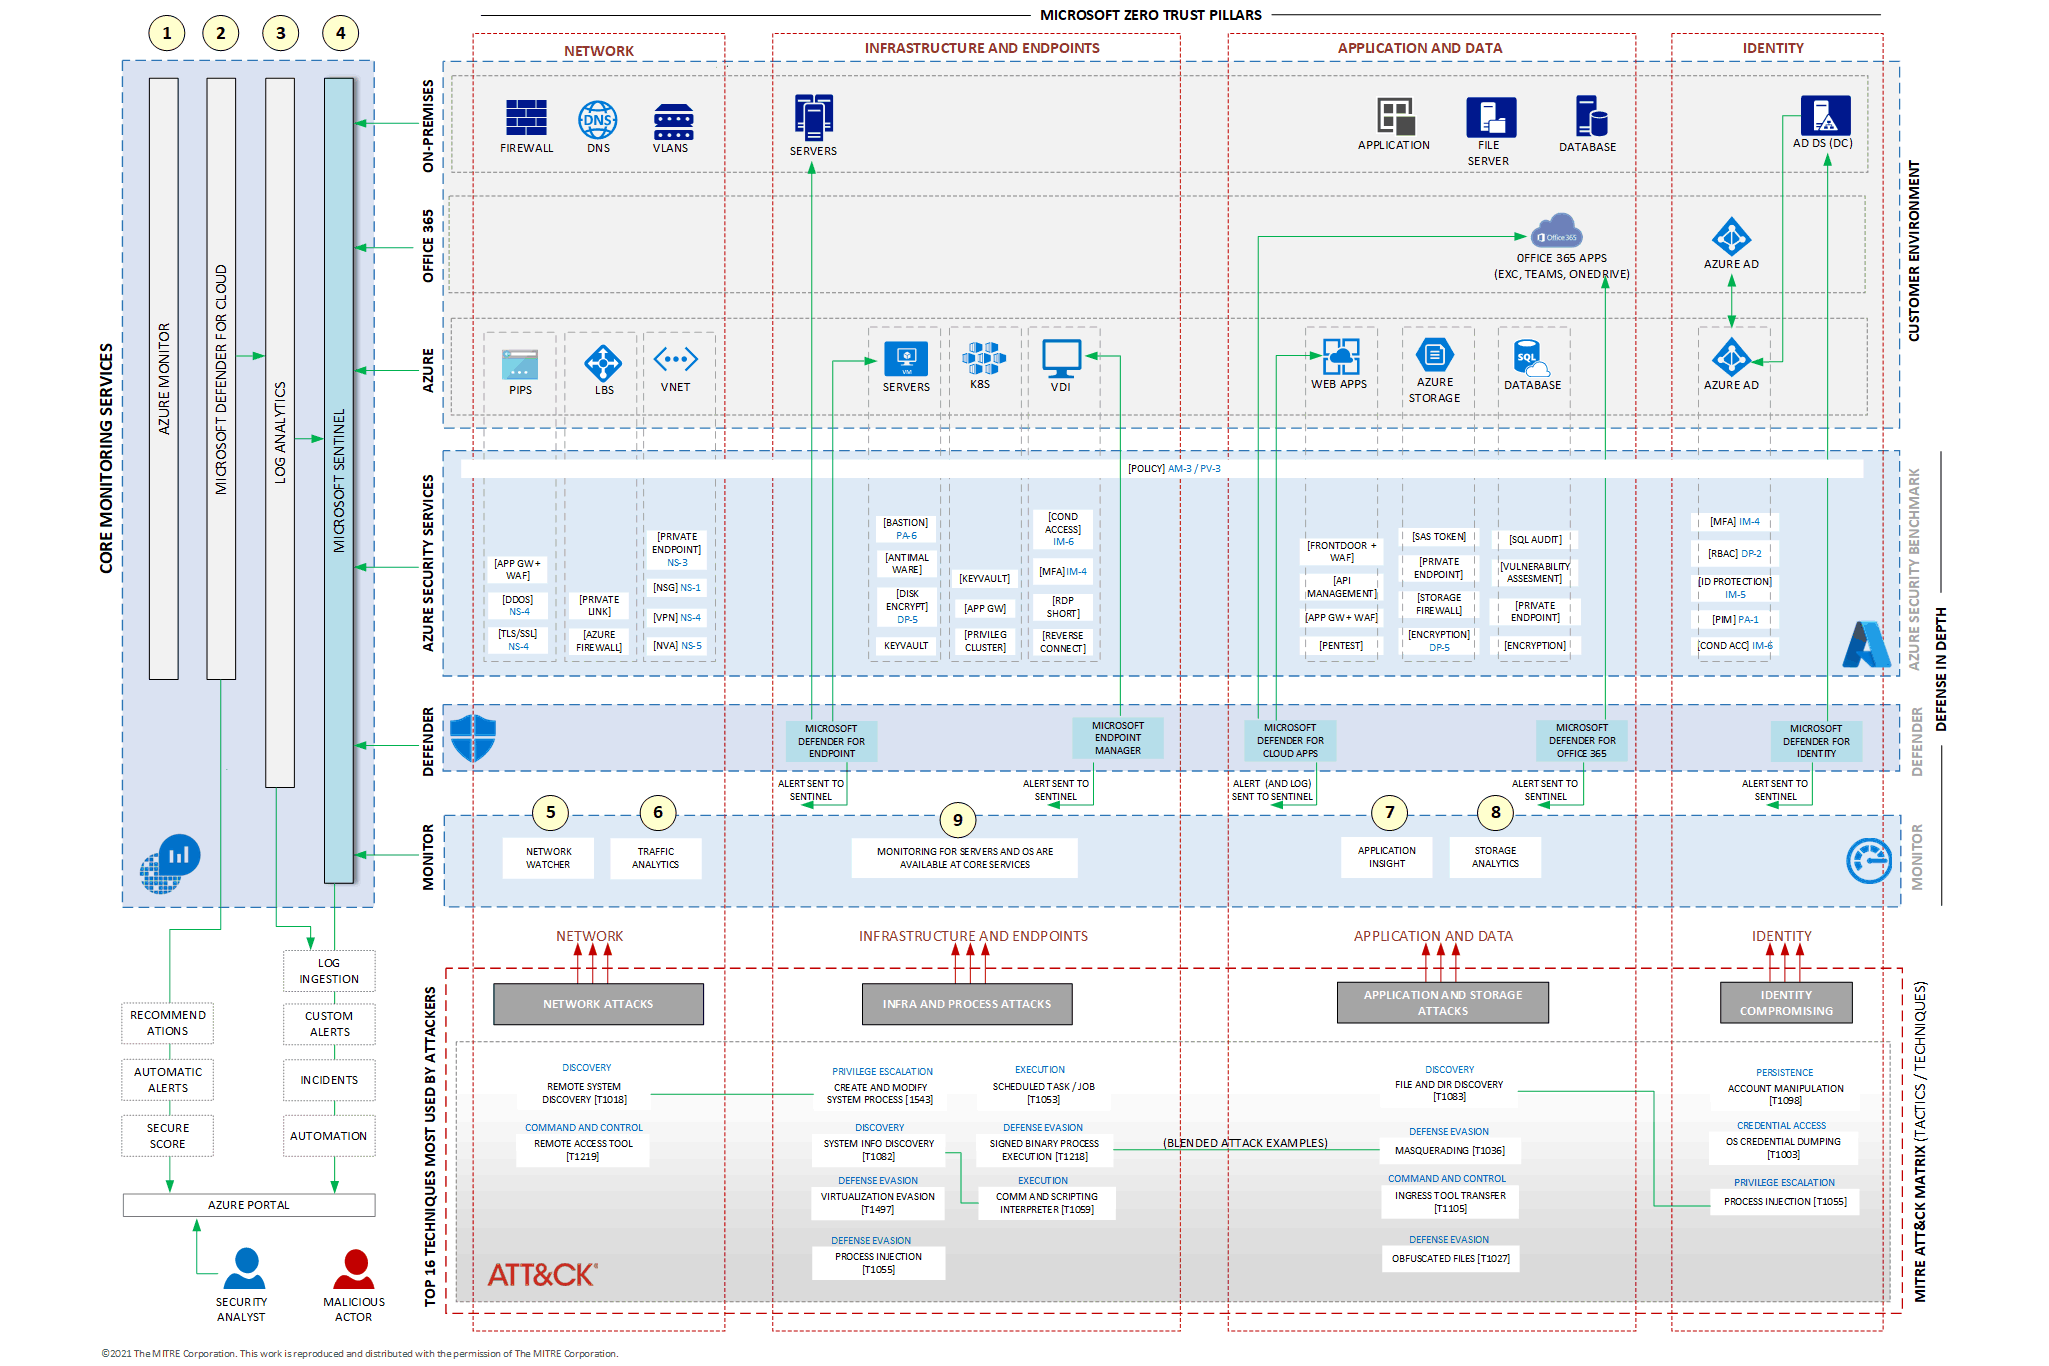 MICROSOFT ZERO TRUST PILLARS
1
2
3
4
NETWORK
INFRASTRUCTURE AND ENDPOINTS
APPLICATION AND DATA
IDENTITY
CORE MONITORING SERVICES
AZURE MONITOR
MICROSOFT DEFENDER FOR CLOUD
LOG ANALYTICS
MICROSOFT SENTINEL
ON-PREMISES
FIREWALL
DNS
DNS
VLANS
SERVERS
APPLICATION
FILE
SERVER
DATABASE
AD DS (DC)
CUSTOMER ENVIRONMENT
OFFICE 365
Office 365
OFFICE 365 APPS
(EXC, TEAMS, ONEDRIVE)
AZURE AD
AZURE
PIPS
LBS
VNET
VM
SERVERS
K8S
VDI
WEB APPS
AZURE
STORAGE
SQL
DATABASE
AZURE AD
AZURE SECURITY SERVICES
[POLICY] AM-3 / PV-3
[APP GW +
WAF]
[DDOS]
NS-4
[TLS/SSL]
NS-4
[PRIVATE
LINK]
[AZURE
FIREWALL]
[PRIVATE
ENDPOINT]
NS-3
[NSG] NS-1
[VPN] NS-4
[NVA] NS-5
[BASTION]
PA-6
[ANTIMAL
WARE]
[DISK
ENCRYPT]
DP-5
KEYVAULT
[KEYVAULT]
[APP GW]
[PRIVILEG
CLUSTER]
[COND
ACCESS]
IM-6
[MFA] IM-4
[RDP
SHORT]
[REVERSE
CONNECT]
[FRONTDOOR +
WAF]
[API
MANAGEMENT]
[APP GW + WAF]
[PENTEST]
[SAS TOKEN]
[PRIVATE
ENDPOINT]
[STORAGE
FIREWALL]
[ENCRYPTION]
DP-5
[SQL AUDIT]
[VULNERABILITY
ASSESMENT]
[PRIVATE
ENDPOINT]
[ENCRYPTION]
[MFA] IM-4
[RBAC] DP-2
[ID PROTECTION]
IM-5
[PIM] PA-1
[COND ACC] IM-6
AZURE SECURITY BENCHMARK
DEFENSE IN DEPTH
DEFENDER
MICROSOFT
DEFENDER FOR
ENDPOINT
MICROSOFT
ENDPOINT
MANAGER
MICROSOFT
DEFENDER FOR
CLOUD APPS
MICROSOFT
DEFENDER FOR
OFFICE 365
MICROSOFT
DEFENDER FOR
IDENTITY
DEFENDER
ALERT SENT TO
SENTINEL
ALERT SENT TO
SENTINEL
ALERT (AND LOG)
SENT TO SENTINEL
ALERT SENT TO
SENTINEL
ALERT SENT TO
SENTINEL
MONITOR
5
NETWORK
WATCHER
6
TRAFFIC
ANALYTICS
9
MONITORING FOR SERVERS AND OS ARE
AVAILABLE AT CORE SERVICES
7
APPLICATION
INSIGHT
8
STORAGE
ANALYTICS
MONITOR
NETWORK
INFRASTRUCTURE AND ENDPOINTS
APPLICATION AND DATA
IDENTITY
NETWORK ATTACKS
INFRA AND PROCESS ATTACKS
APPLICATION AND STORAGE
ATTACKS
IDENTITY
COMPROMISING
TOP 16 TECHNIQUES MOST USED BY ATTACKERS
DISCOVERY
REMOTE SYSTEM
DISCOVERY [T1018]
COMMAND AND CONTROL
REMOTE ACCESS TOOL
[T1219]
PRIVILEGE ESCALATION
CREATE AND MODIFY
SYSTEM PROCESS [1543]
DISCOVERY
SYSTEM INFO DISCOVERY
[T1082]
DEFENSE EVASION
VIRTUALIZATION EVASION
[T1497]
DEFENSE EVASION
PROCESS INJECTION
[T1055]
EXECUTION
SCHEDULED TASK / JOB
[T1053]
DEFENSE EVASION
SIGNED BINARY PROCESS
EXECUTION [T1218]
EXECUTION
COMM AND SCRIPTING
INTERPRETER [T1059]
(BLENDED ATTACK EXAMPLES)
DISCOVERY
FILE AND DIR DISCOVERY
[T1083]
DEFENSE EVASION
MASQUERADING [T1036]
COMMAND AND CONTROL
INGRESS TOOL TRANSFER
[T1105]
DEFENSE EVASION
OBFUSCATED FILES [T1027]
PERSISTENCE
ACCOUNT MANIPULATION
[T1098]
CREDENTIAL ACCESS
OS CREDENTIAL DUMPING
[T1003]
PRIVILEGE ESCALATION
PROCESS INJECTION [T1055]
MITRE ATT&CK MATRIX (TACTICS / TECHNIQUES)
ATT&CK®
LOG
INGESTION
RECOMMEND
ATIONS
CUSTOM
ALERTS
AUTOMATIC
ALERTS
INCIDENTS
SECURE
SCORE
AUTOMATION
AZURE PORTAL
SECURITY
ANALYST
MALICIOUS
ACTOR
©2021 The MITRE Corporation. This work is reproduced and distributed with the permission of The MITRE Corporation.